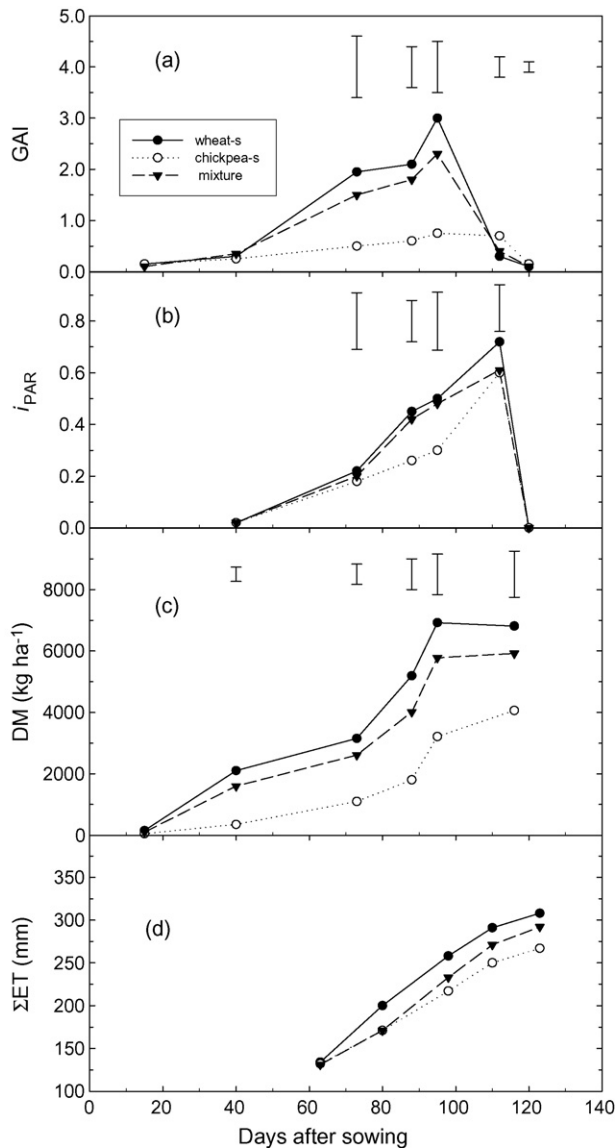 5.0
4.0
3.0
2.0
1.0
0.0
GAI
(a)
wheat-s
chickpea-s
mixture
0.8
0.6
0.4
0.2
0.0
iPAR
(b)
8000
6000
4000
2000
0
DM (kg ha-1)
(c)
350
300
250
200
150
100
ΣET (mm)
(d)
0 20 40 60 80 100 120 140
Days after sowing